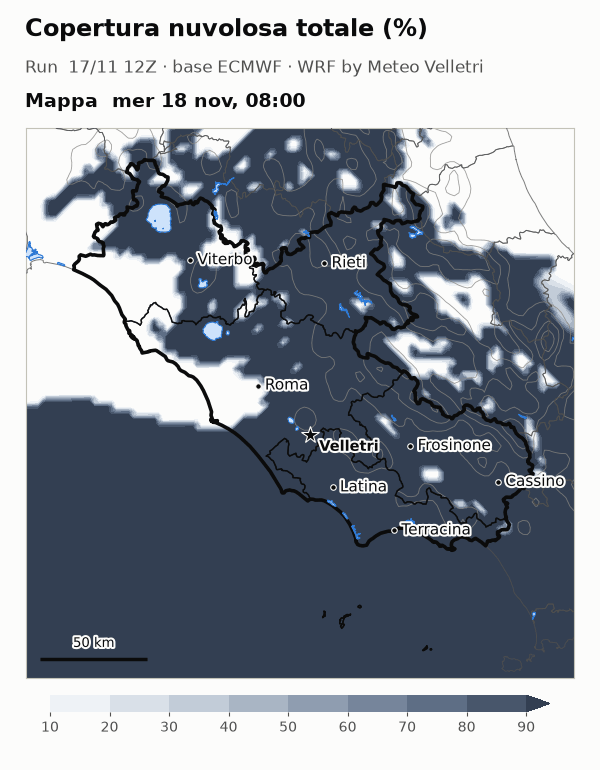 Copertura nuvolosa totale (%)
Run  17/11 12Z · base ECMWF · WRF by Meteo Velletri
Mappa  mer 18 nov, 08:00
Viterbo
Rieti
Roma
Velletri
Frosinone
Latina
Cassino
Terracina
50 km
10 20 30 40 50 60 70 80 90